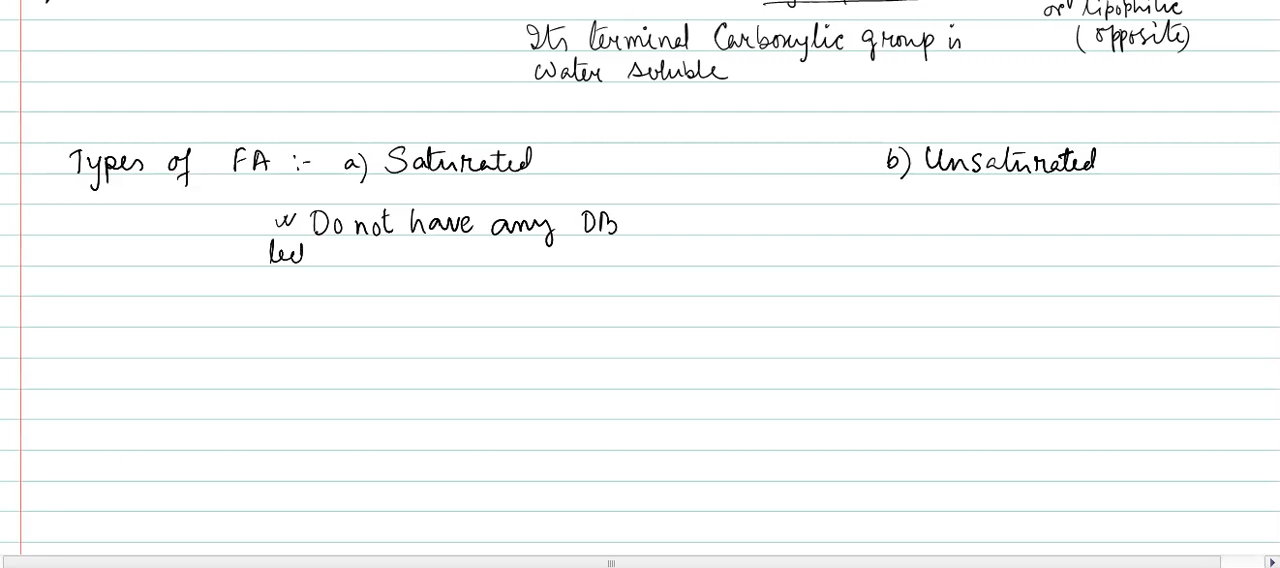 or lipophilic
Its terminal Carboxylic group is (opposite)
water soluble
Types of FA :- a) Saturated b) Unsaturated
Do not have any DB